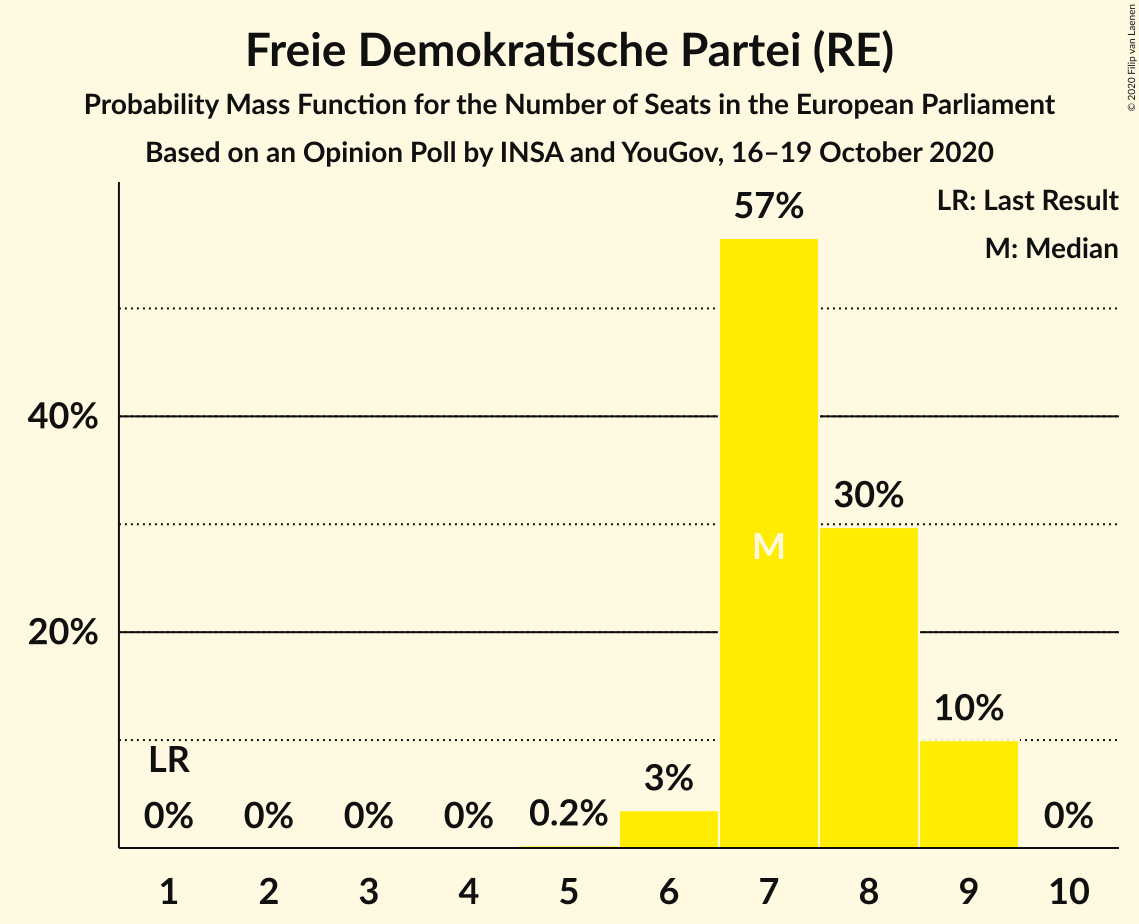 Freie Demokratische Partei (RE)
Probability Mass Function for the Number of Seats in the European Parliament
Based on an Opinion Poll by INSA and YouGov, 16–19 October 2020
© 2020 Filip van Laenen
LR: Last Result
M: Median
57%
40%
30%
M
20%
10%
LR
3%
0% 0% 0% 0% 0.2% 0%
1 2 3 4 5 6 7 8 9 10